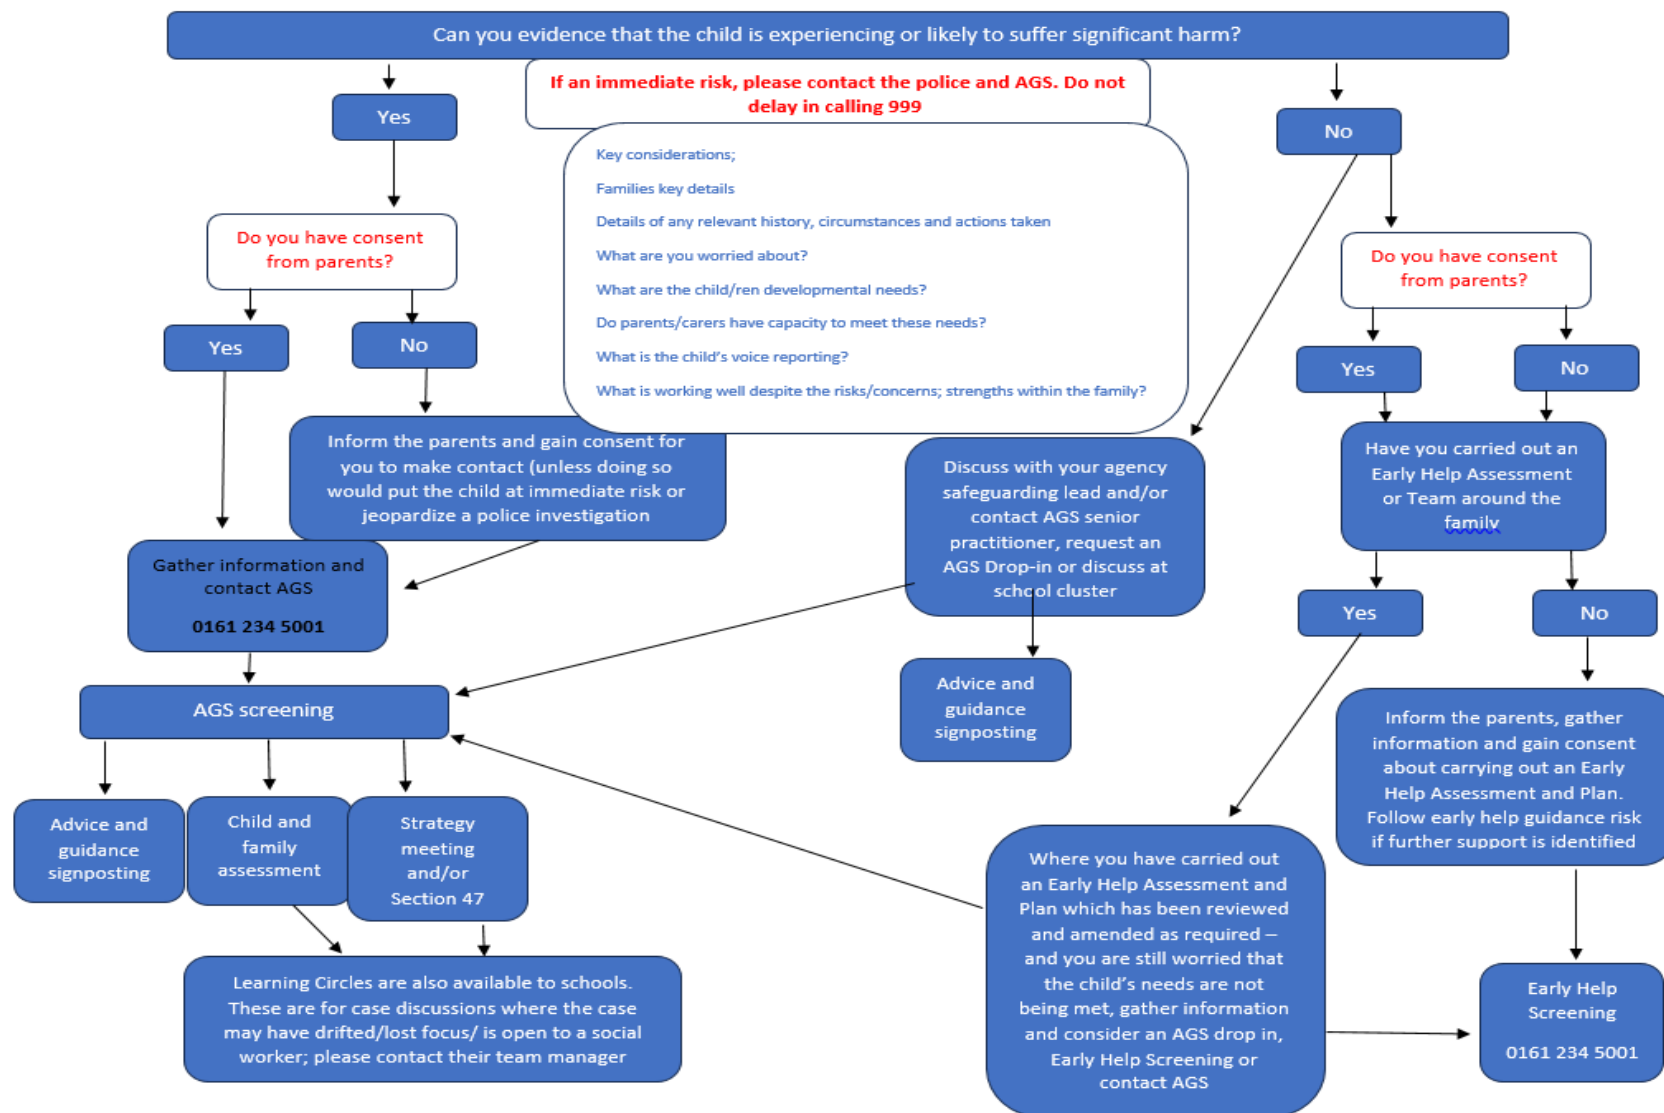 Can you evidence that the child is experiencing or likely to suffer significant harm?
If an immediate risk, please contact the police and AGS. Do not
delay in calling 999
Yes
No
Key considerations;
Families key details
Details of any relevant history, circumstances and actions taken
What are you worried about?
What are the child/ren developmental needs?
Do parents/carers have capacity to meet these needs?
What is the child's voice reporting?
What is working well despite the risks/concerns; strengths within the family?
Do you have consent
from parents?
Yes
No
Inform the parents and gain consent for
you to make contact (unless doing so
would put the child at immediate risk or
jeopardize a police investigation
Gather information and
contact AGS
0161 234 5001
AGS screening
Advice and
guidance
signposting
Child and
family
assessment
Strategy
meeting
and/or
Section 47
Learning Circles are also available to schools.
These are for case discussions where the case
may have drifted/lost focus/ is open to a social
worker; please contact their team manager
Discuss with your agency
safeguarding lead and/or
contact AGS senior
practitioner, request an
AGS Drop-in or discuss at
school cluster
Advice and
guidance
signposting
Do you have consent
from parents?
Yes
No
Have you carried out an
Early Help Assessment
or Team around the
family
Yes
No
Where you have carried out
an Early Help Assessment and
Plan which has been reviewed
and amended as required –
and you are still worried that
the child's needs are not
being met, gather information
and consider an AGS drop in,
Early Help Screening or
contact AGS
Inform the parents, gather
information and gain consent
about carrying out an Early
Help Assessment and Plan.
Follow early help guidance risk
if further support is identified
Early Help
Screening
0161 234 5001